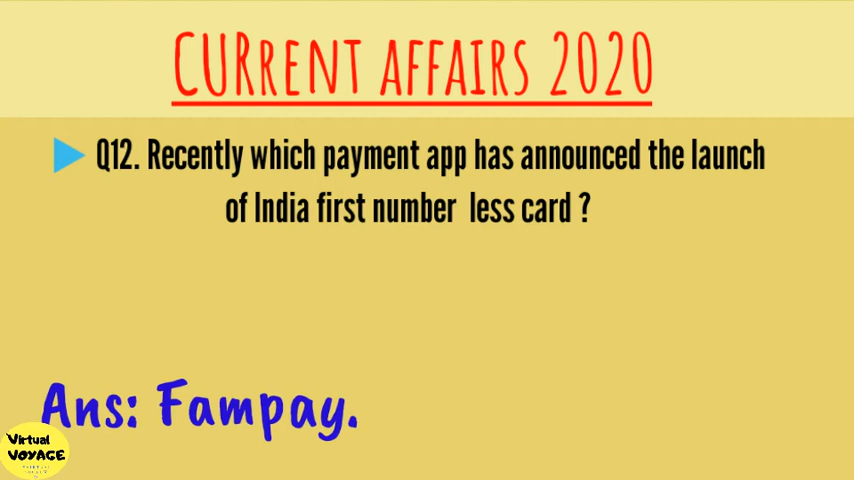 CURRENT AFFAIRS 2020
Q12. Recently which payment app has announced the launch
of India first number less card ?
Ans: Fampay.
Virtual
VOYAGE